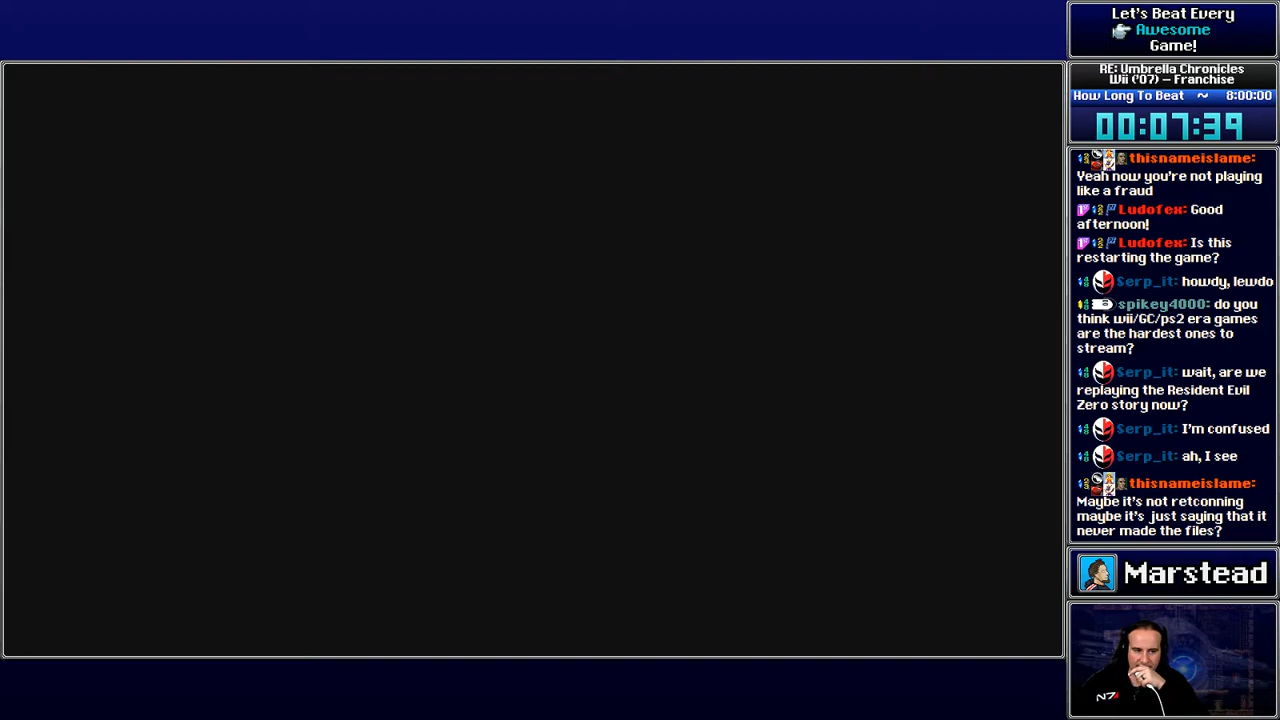 Let's Beat Every
Awesome
Game!
RE: Umbrella Chronicles
Wii ('07) – Franchise
How Long To Beat ~ 8:00:00
00:07:39
thisnameislame:
Yeah now you're not playing
like a fraud
Ludofex: Good
afternoon!
Ludofex: Is this
restarting the game?
Serp_it: howdy, lewdo
spikey4000: do you
think wii/GC/ps2 era games
are the hardest ones to
stream?
Serp_it: wait, are we
replaying the Resident Evil
Zero story now?
Serp_it: I'm confused
Serp_it: ah, I see
thisnameislame:
Maybe it's not retconning
maybe it's just saying that it
never made the files?
Marstead
N7